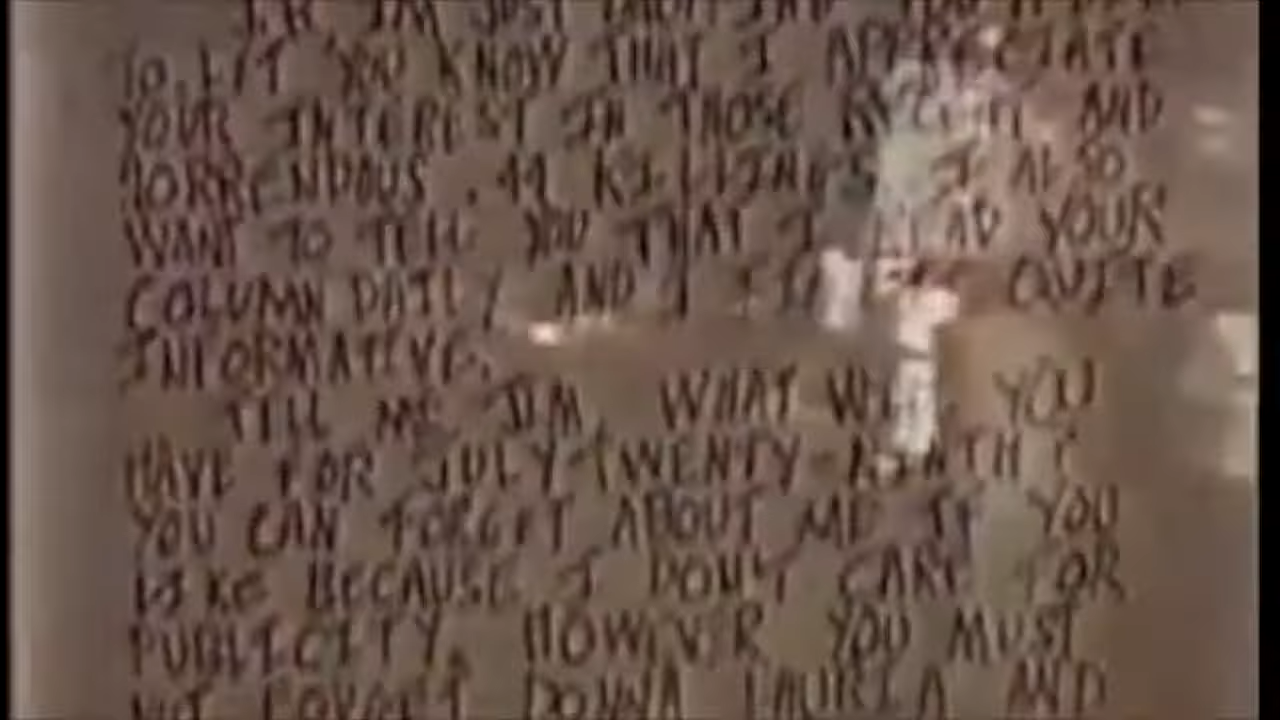 JUST
TO LET YOU KNOW THAT I APPRECIATE
YOUR INTEREST IN THOSE RECENT AND
HORRENDOUS .44 KILLINGS. I ALSO
WANT TO TELL YOU THAT I READ YOUR
COLUMN DAILY AND I QUITE
INFORMATIVE.
TELL ME JIM, WHAT WILL YOU
HAVE FOR JULY TWENTY-NINTH?
YOU CAN FORGET ABOUT ME IF YOU
LIKE BECAUSE I DON'T CARE FOR
PUBLICITY. HOWEVER YOU MUST
NOT FORGET DONNA LAURIA AND